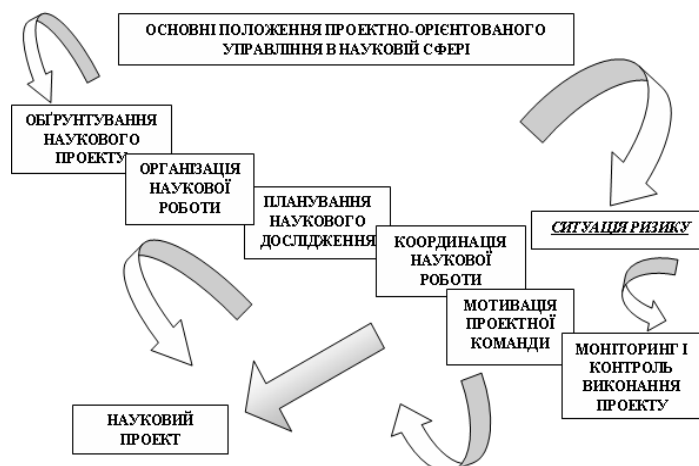 ОСНОВНІ ПОЛОЖЕННЯ ПРОЕКТНО-ОРІЄНТОВАНОГО
УПРАВЛІННЯ В НАУКОВІЙ СФЕРІ
ОБҐРУНТУВАННЯ
НАУКОВОГО
ПРОЕКТУ
ОРГАНІЗАЦІЯ
НАУКОВОЇ
РОБОТИ
ПЛАНУВАННЯ
НАУКОВОГО
ДОСЛІДЖЕННЯ
КООРДИНАЦІЯ
НАУКОВОЇ
РОБОТИ
СИТУАЦІЯ РИЗИКУ
МОТИВАЦІЯ
ПРОЕКТНОЇ
КОМАНДИ
МОНІТОРИНГ І
КОНТРОЛЬ
ВИКОНАННЯ
ПРОЕКТУ
НАУКОВИЙ
ПРОЕКТ